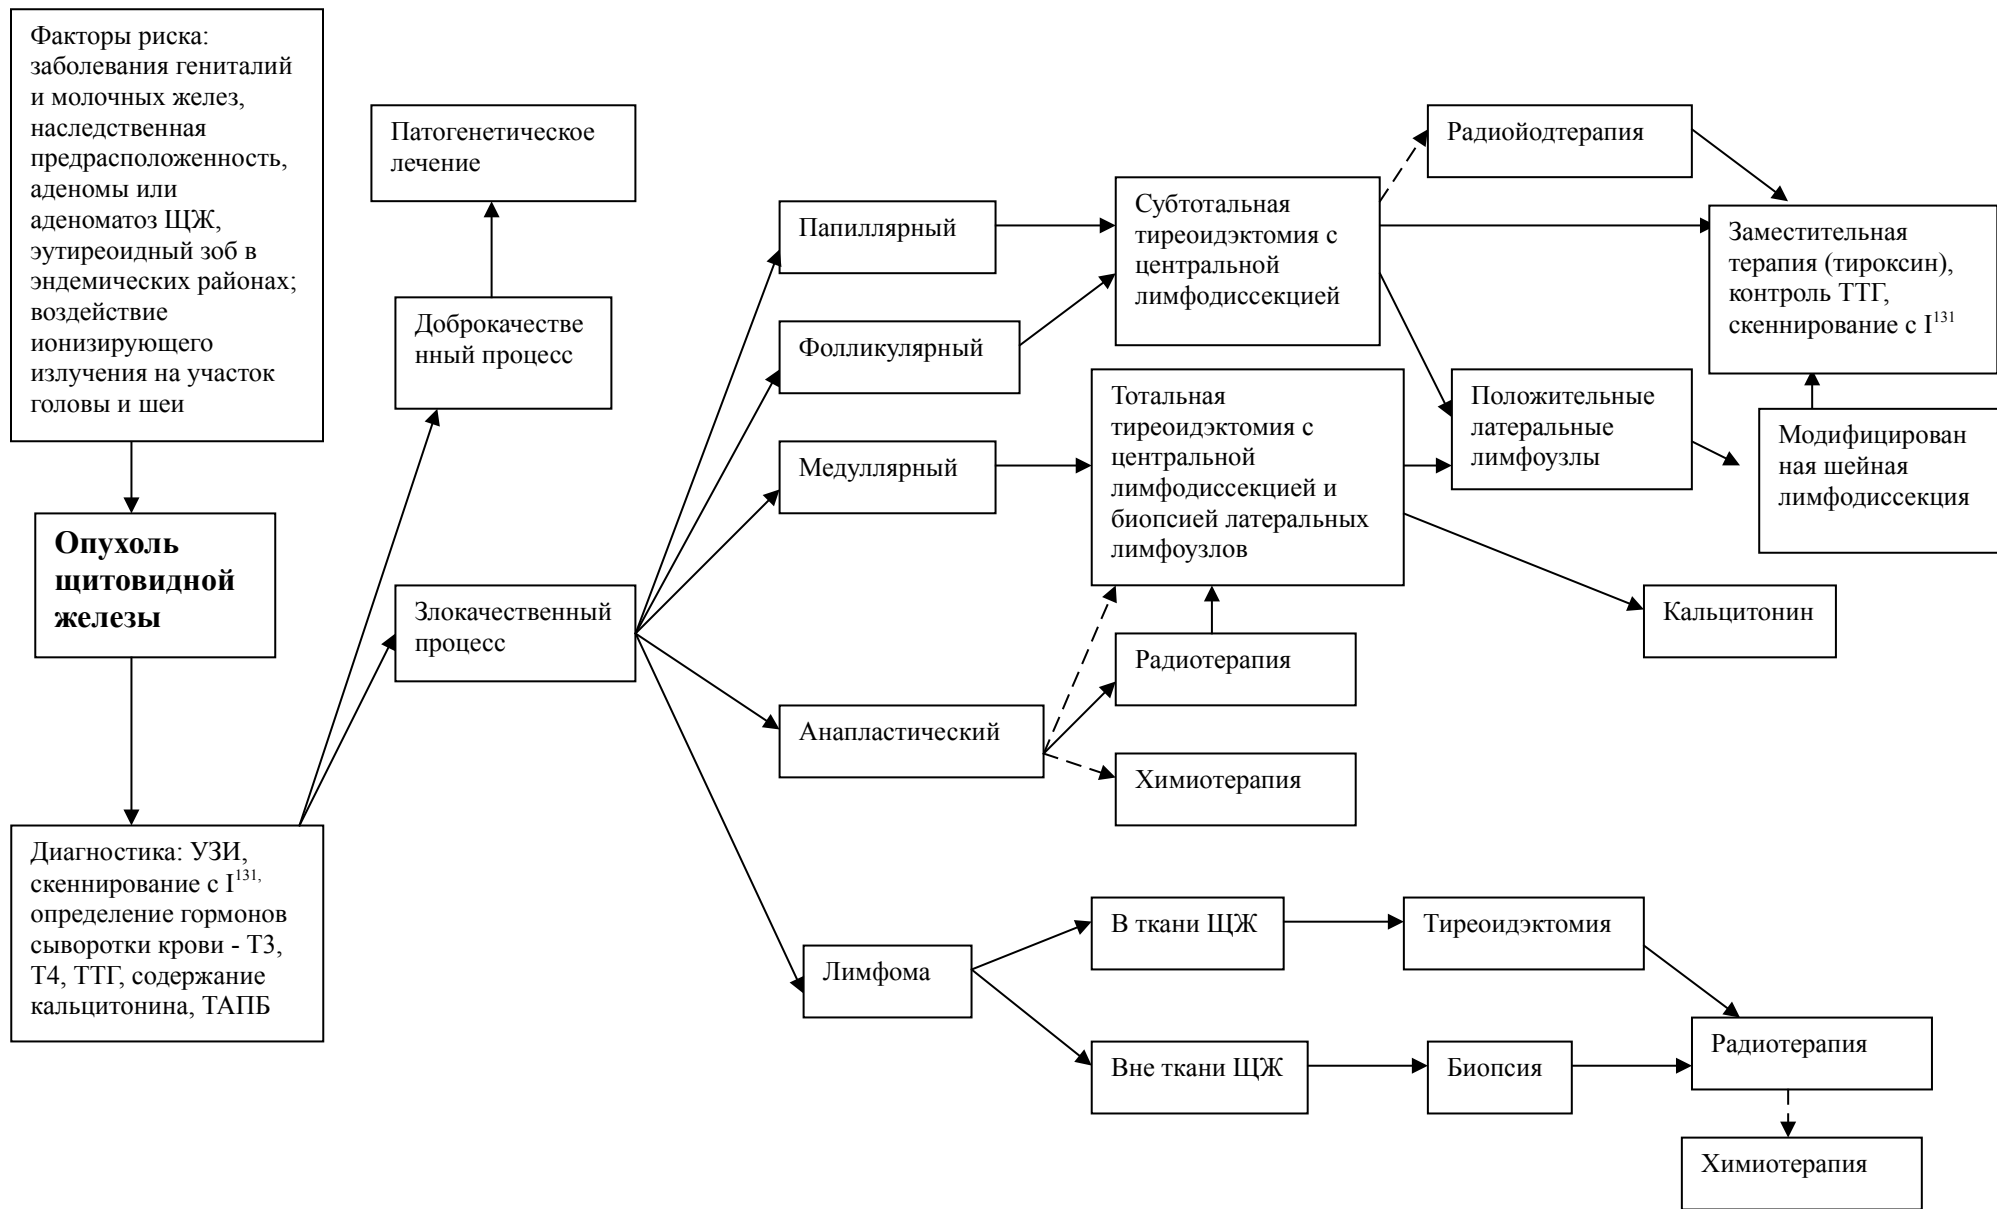 Факторы риска:
заболевания гениталий
и молочных желез,
наследственная
предрасположенность,
аденомы или
аденоматоз ЩЖ,
эутиреоидный зоб в
эндемических районах;
воздействие
ионизирующего
излучения на участок
головы и шеи
Опухоль
щитовидной
железы
Диагностика: УЗИ,
скеннирование с I131,
определение гормонов
сыворотки крови - Т3,
Т4, ТТГ, содержание
кальцитонина, ТАПБ
Патогенетическое
лечение
Доброкачестве
нный процесс
Злокачественный
процесс
Папиллярный
Фолликулярный
Медуллярный
Анапластический
Лимфома
Субтотальная
тиреоидэктомия с
центральной
лимфодиссекцией
Тотальная
тиреоидэктомия с
центральной
лимфодиссекцией и
биопсией латеральных
лимфоузлов
Радиотерапия
Химиотерапия
В ткани ЩЖ
Вне ткани ЩЖ
Радиойодтерапия
Положительные
латеральные
лимфоузлы
Заместительная
терапия (тироксин),
контроль ТТГ,
скеннирование с I131
Модифицирован
ная шейная
лимфодиссекция
Кальцитонин
Тиреоидэктомия
Биопсия
Радиотерапия
Химиотерапия